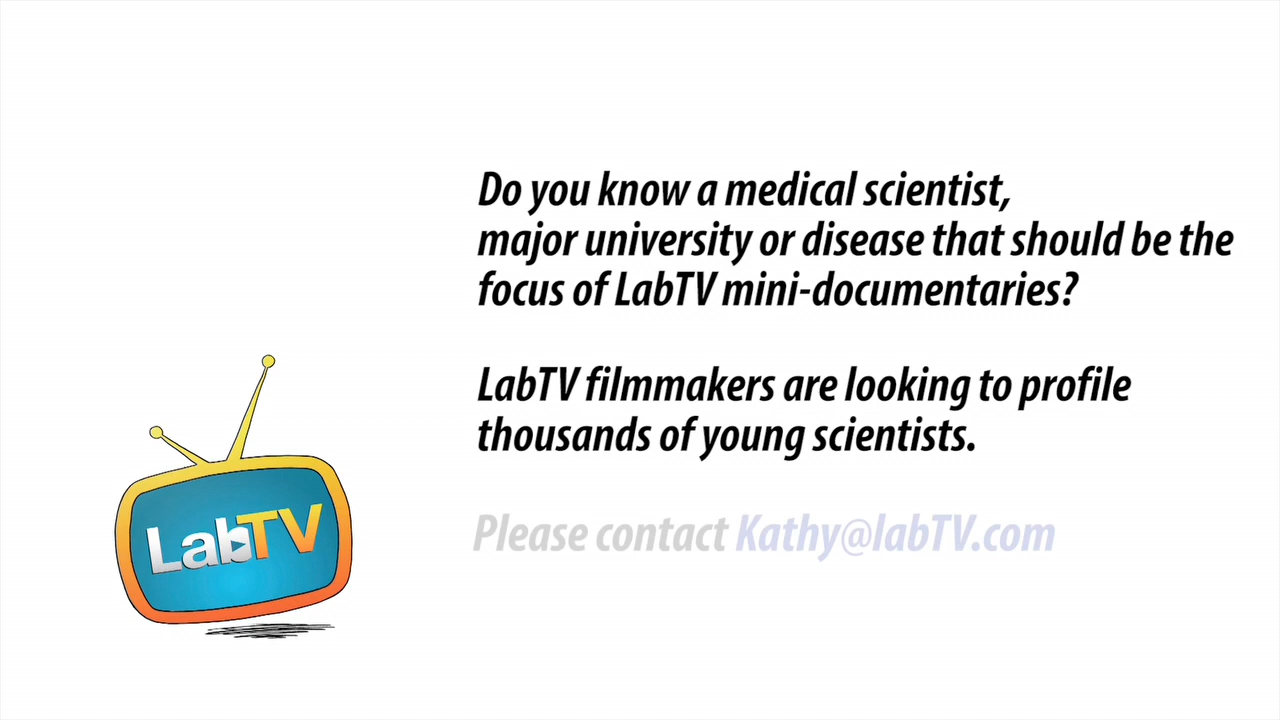 Do you know a medical scientist,
major university or disease that should be the
focus of LabTV mini-documentaries?
LabTV filmmakers are looking to profile
thousands of young scientists.
LabTV
Please contact Kathy@labTV.com